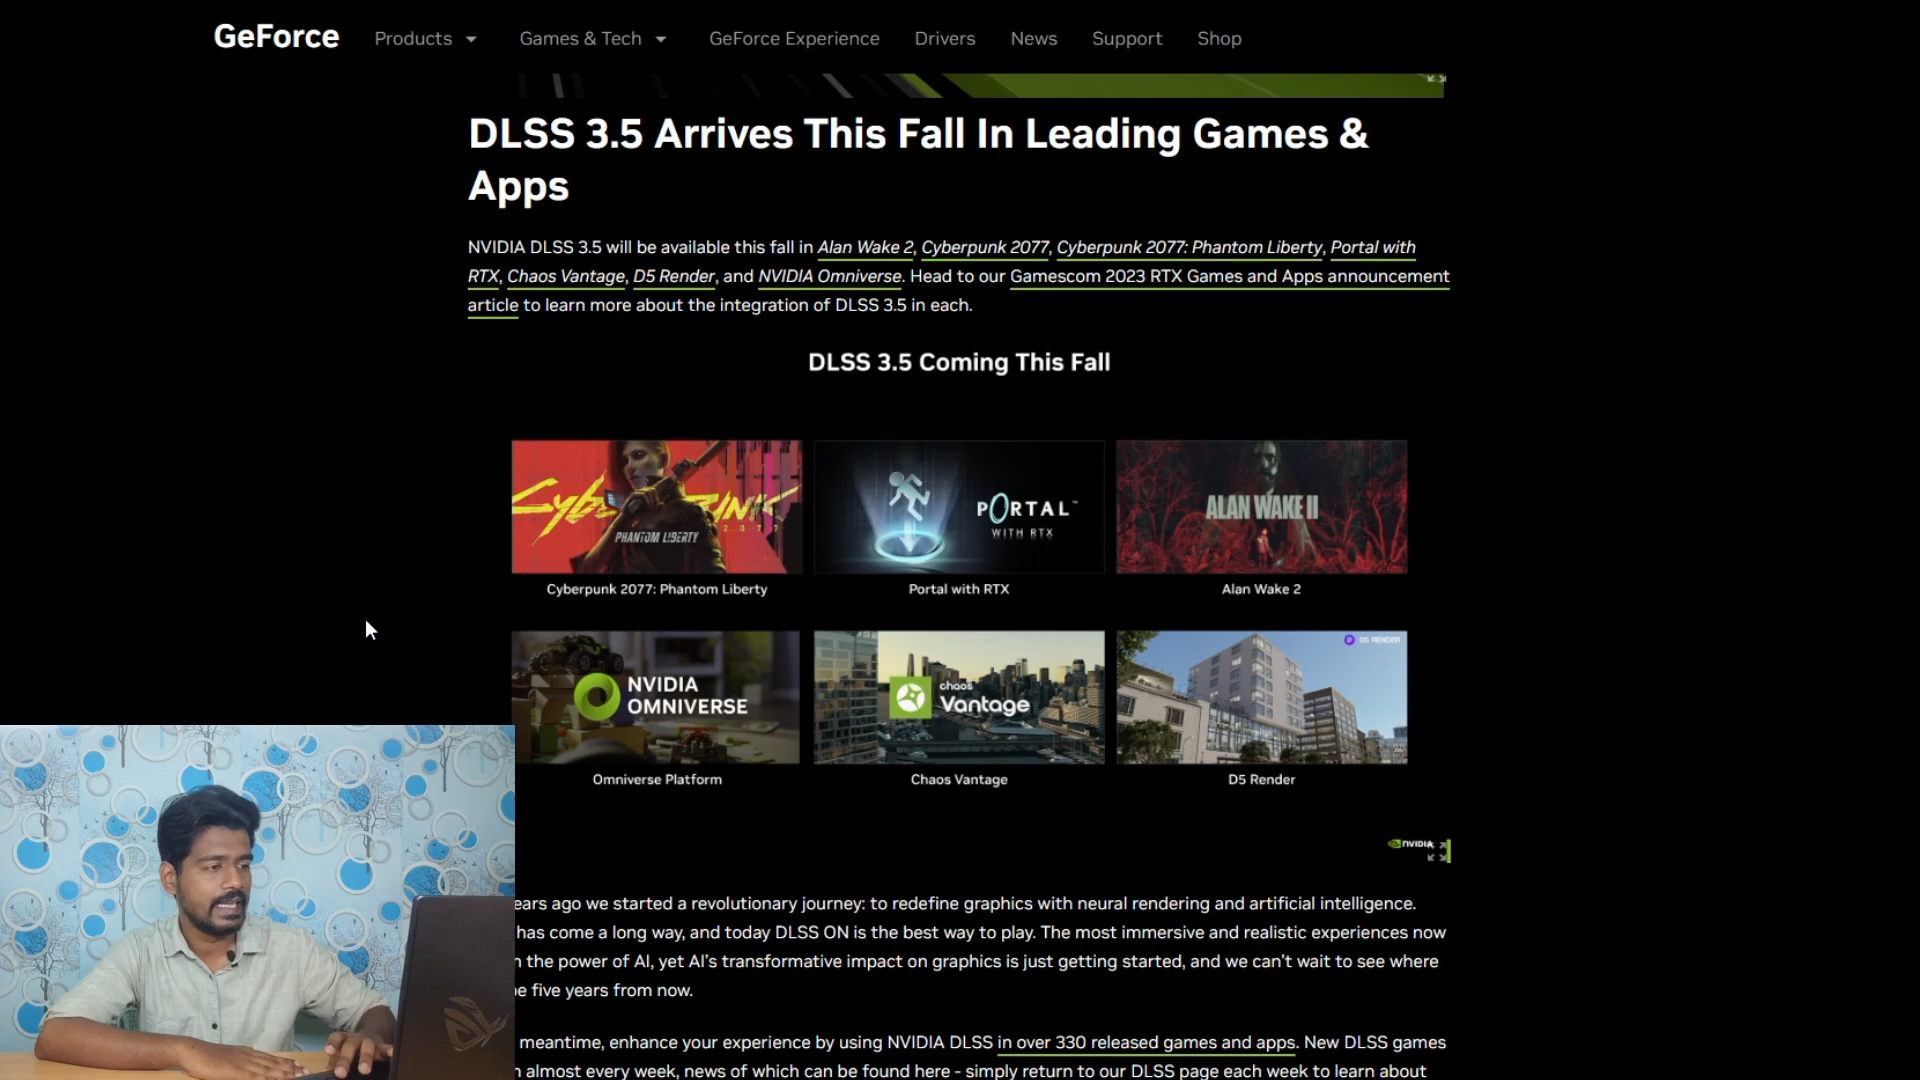 GeForce Products Games & Tech GeForce Experience Drivers News Support Shop
DLSS 3.5 Arrives This Fall In Leading Games &
Apps
NVIDIA DLSS 3.5 will be available this fall in Alan Wake 2, Cyberpunk 2077, Cyberpunk 2077: Phantom Liberty, Portal with
RTX, Chaos Vantage, D5 Render, and NVIDIA Omniverse. Head to our Gamescom 2023 RTX Games and Apps announcement
article to learn more about the integration of DLSS 3.5 in each.
DLSS 3.5 Coming This Fall
2077
PHANTOM LIBERTY
PORTAL™
WITH RTX
ALAN WAKE II
Cyberpunk 2077: Phantom Liberty
Portal with RTX
Alan Wake 2
NVIDIA
OMNIVERSE
chaos
Vantage
D5 RENDER
Omniverse Platform
Chaos Vantage
D5 Render
NVIDIA
ears ago we started a revolutionary journey: to redefine graphics with neural rendering and artificial intelligence.
has come a long way, and today DLSS ON is the best way to play. The most immersive and realistic experiences now
the power of AI, yet AI's transformative impact on graphics is just getting started, and we can't wait to see where
five years from now.
meantime, enhance your experience by using NVIDIA DLSS in over 330 released games and apps. New DLSS games
almost every week, news of which can be found here - simply return to our DLSS page each week to learn about